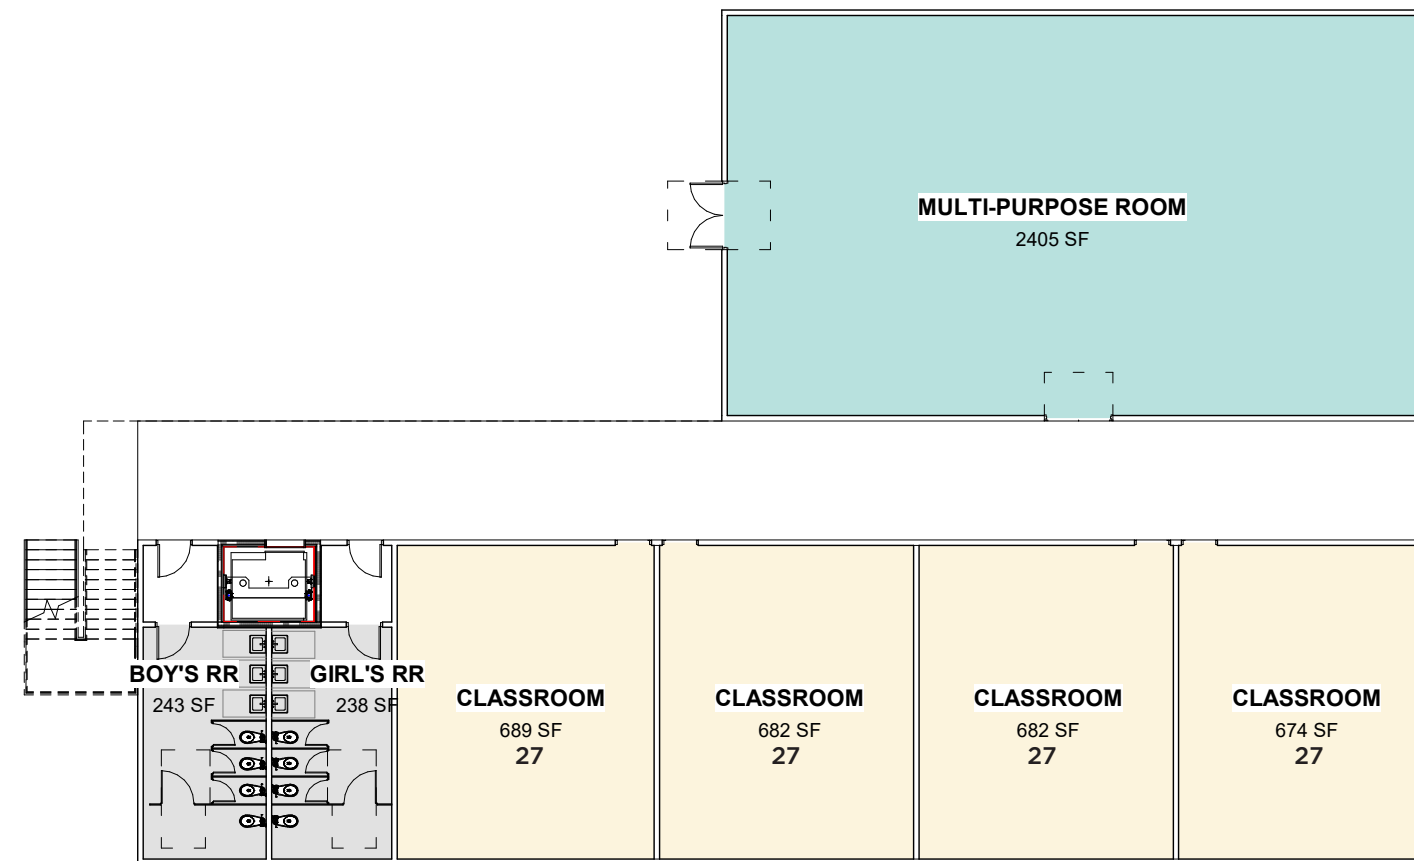 MULTI-PURPOSE ROOM
2405 SF
BOY'S RR
243 SF
GIRL'S RR
238 SF
CLASSROOM
689 SF
27
CLASSROOM
682 SF
27
CLASSROOM
682 SF
27
CLASSROOM
674 SF
27